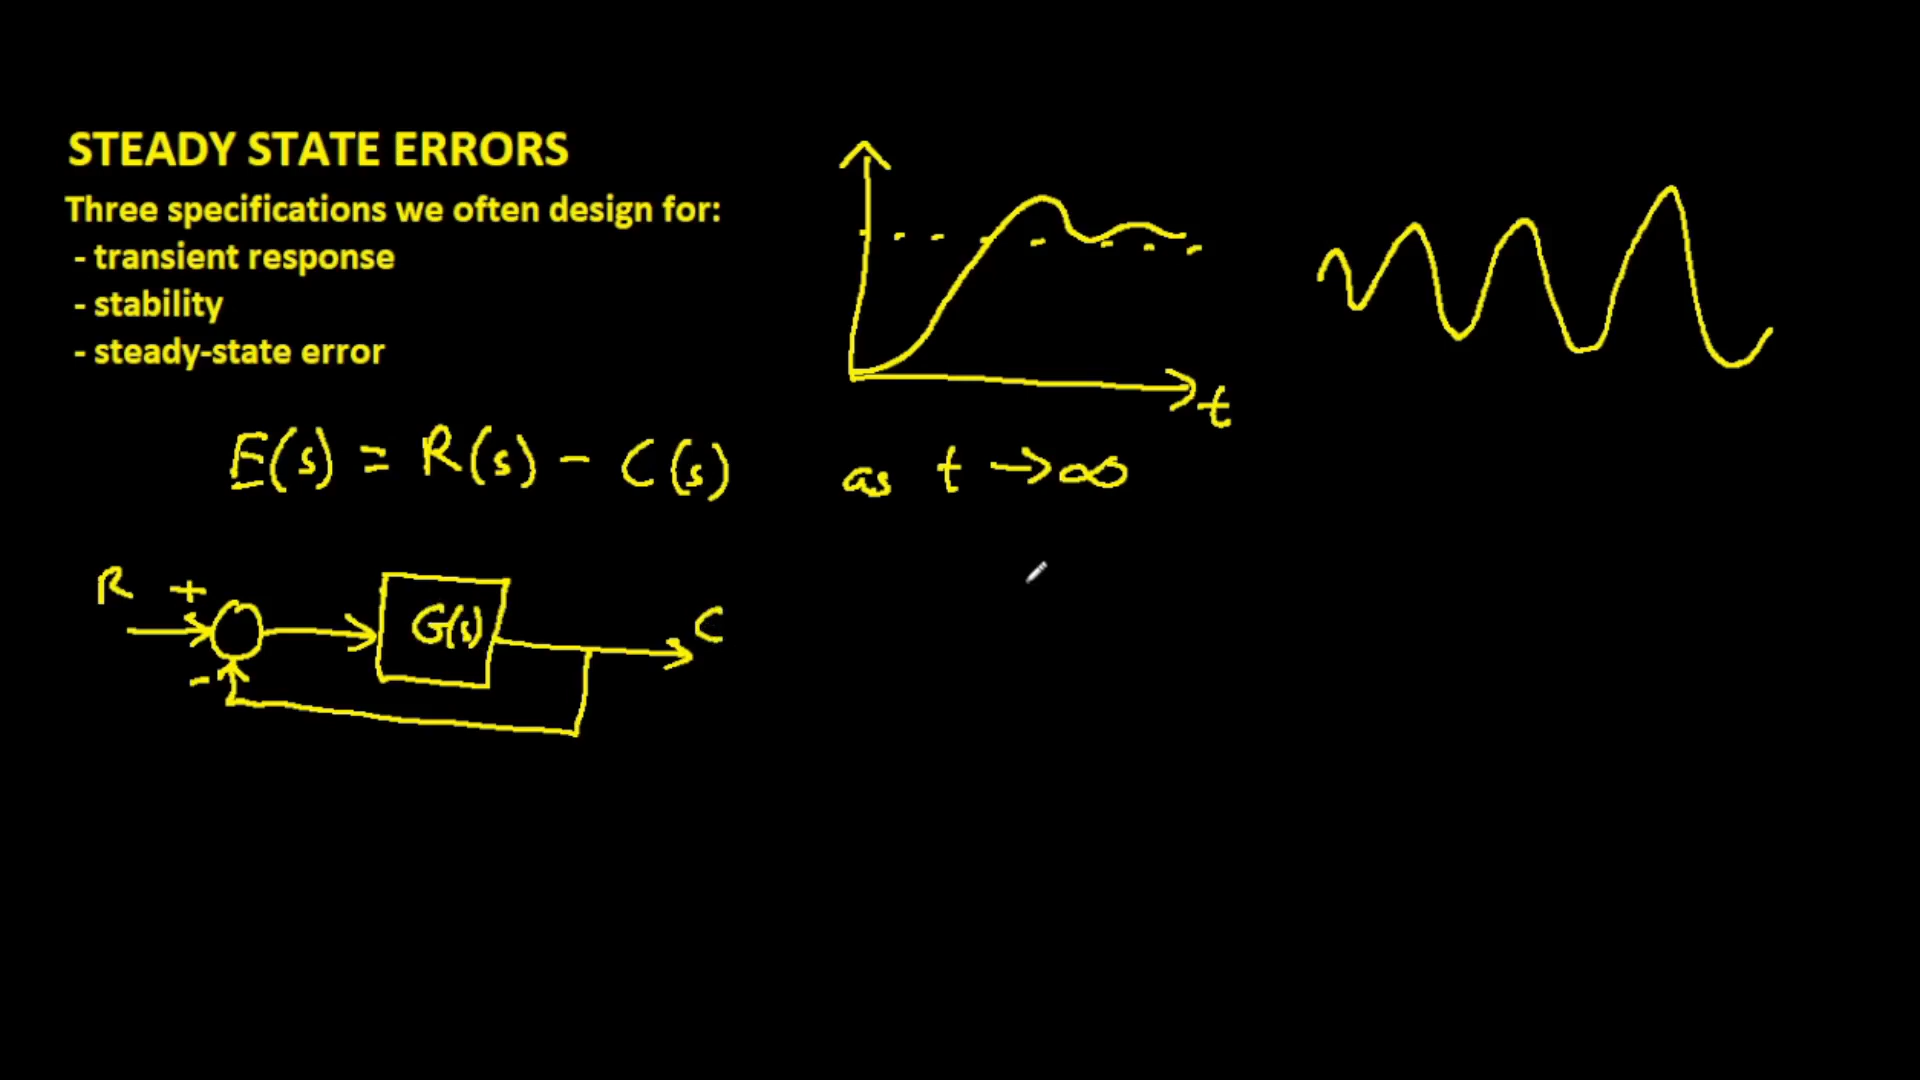 STEADY STATE ERRORS
Three specifications we often design for:
- transient response
- stability
- steady-state error
t
E(s) = R(s) - C(s)
as t →∞
R + G(s) C
-